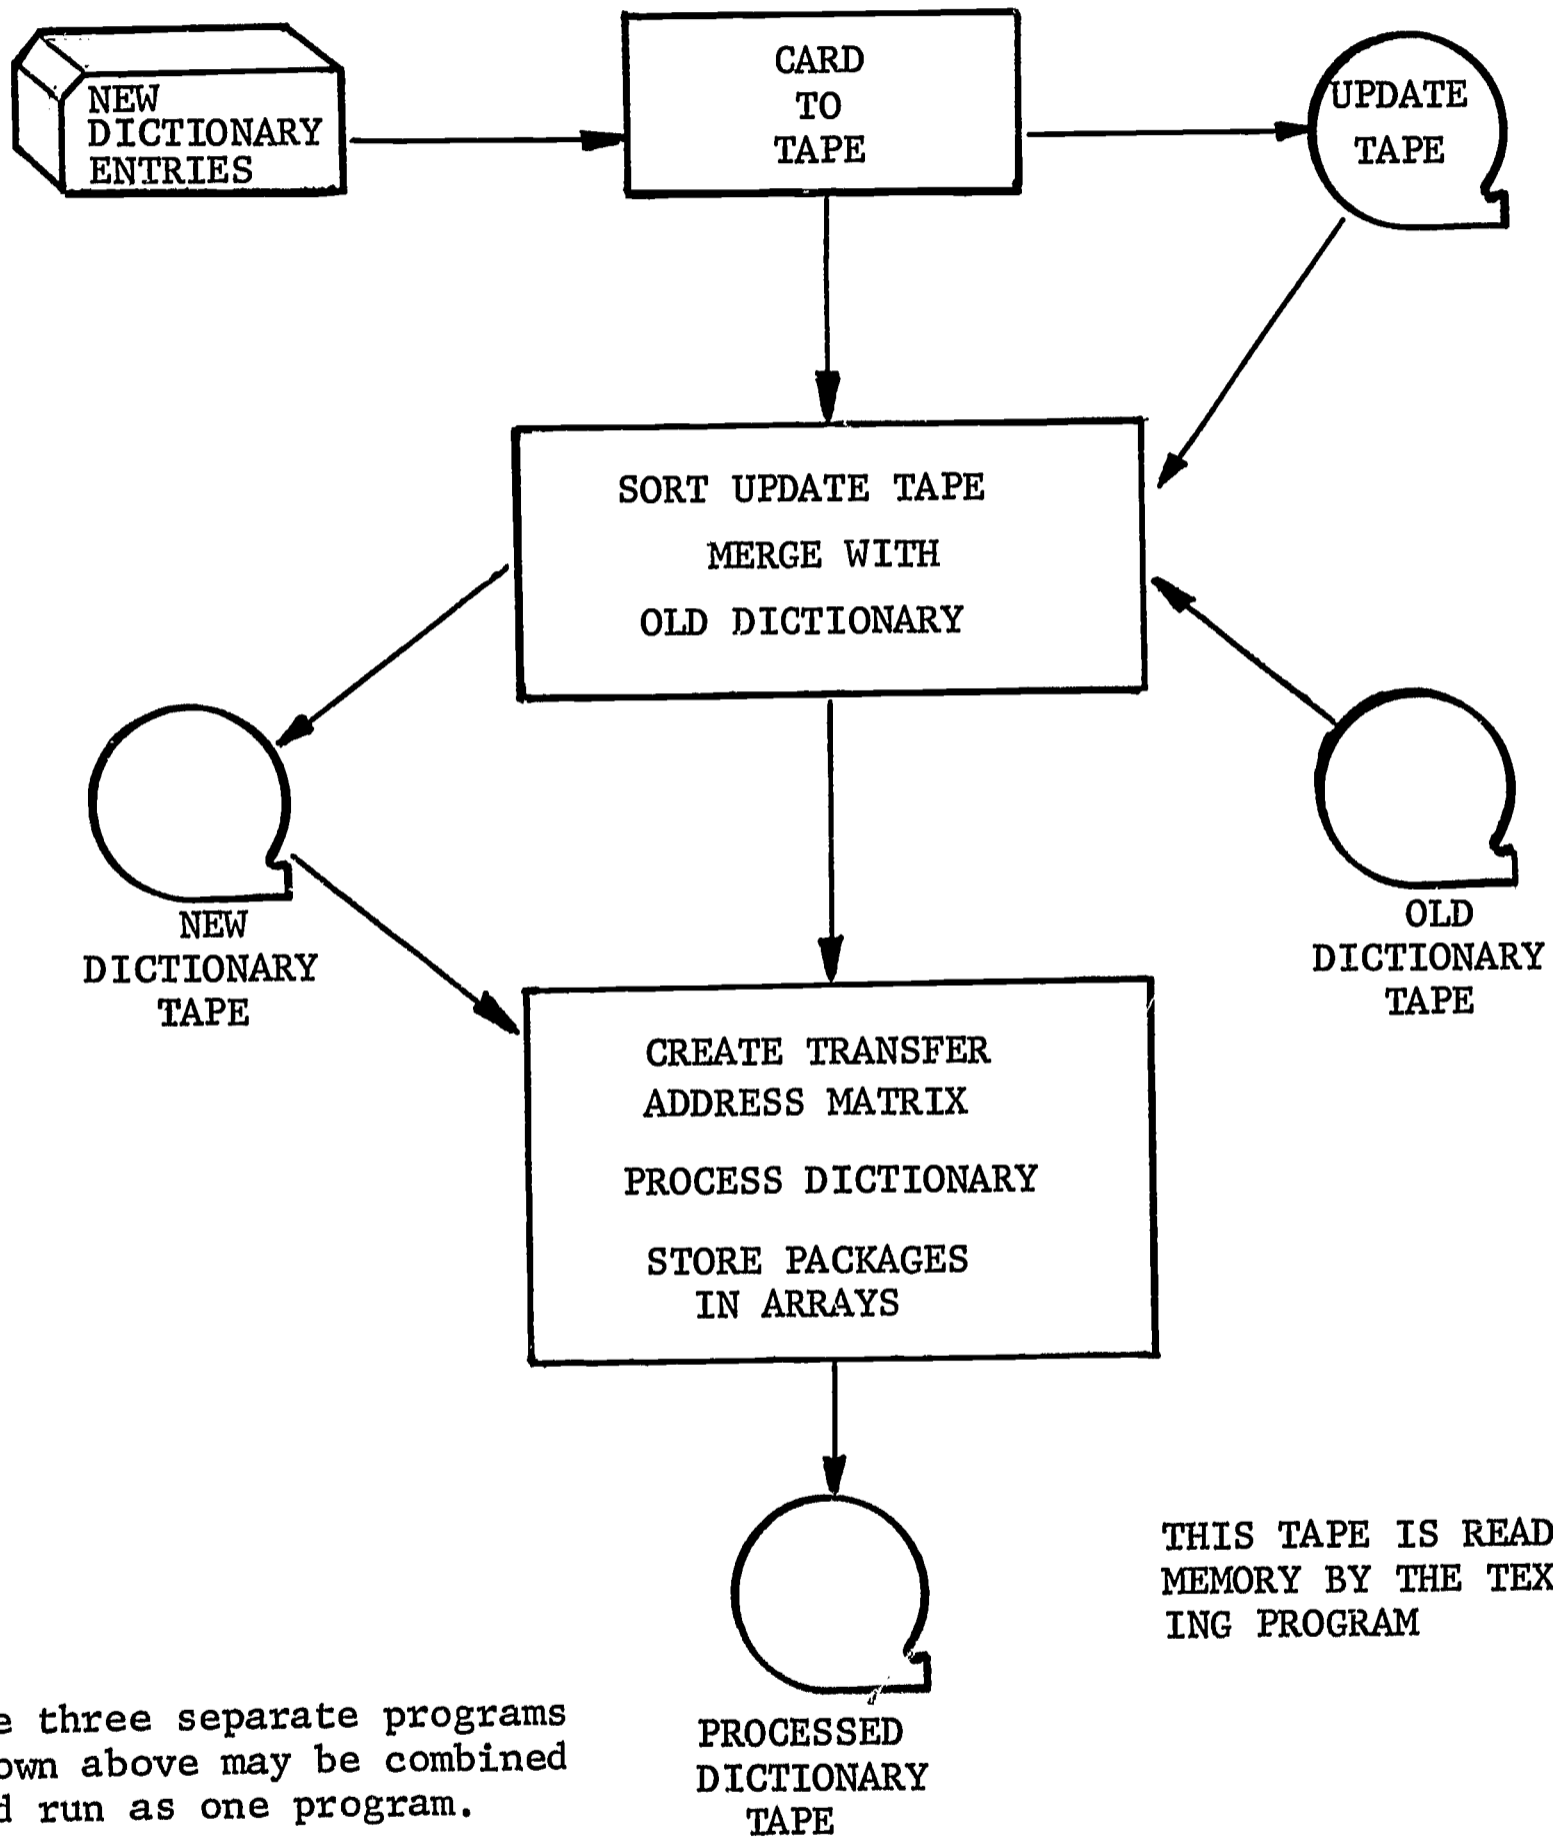 NEW
DICTIONARY
ENTRIES
CARD
TO
TAPE
UPDATE
TAPE
SORT UPDATE TAPE
MERGE WITH
OLD DICTIONARY
NEW
DICTIONARY
TAPE
OLD
DICTIONARY
TAPE
CREATE TRANSFER
ADDRESS MATRIX
PROCESS DICTIONARY
STORE PACKAGES
IN ARRAYS
THIS TAPE IS READ
MEMORY BY THE TEX
ING PROGRAM
e three separate programs
own above may be combined
d run as one program.
PROCESSED
DICTIONARY
TAPE